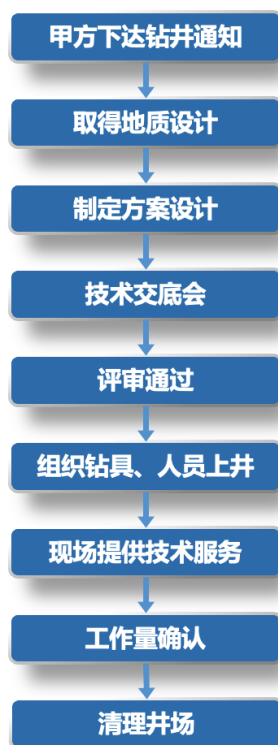 甲方下达钻井通知
取得地质设计
制定方案设计
技术交底会
评审通过
组织钻具、人员上井
现场提供技术服务
工作量确认
清理井场